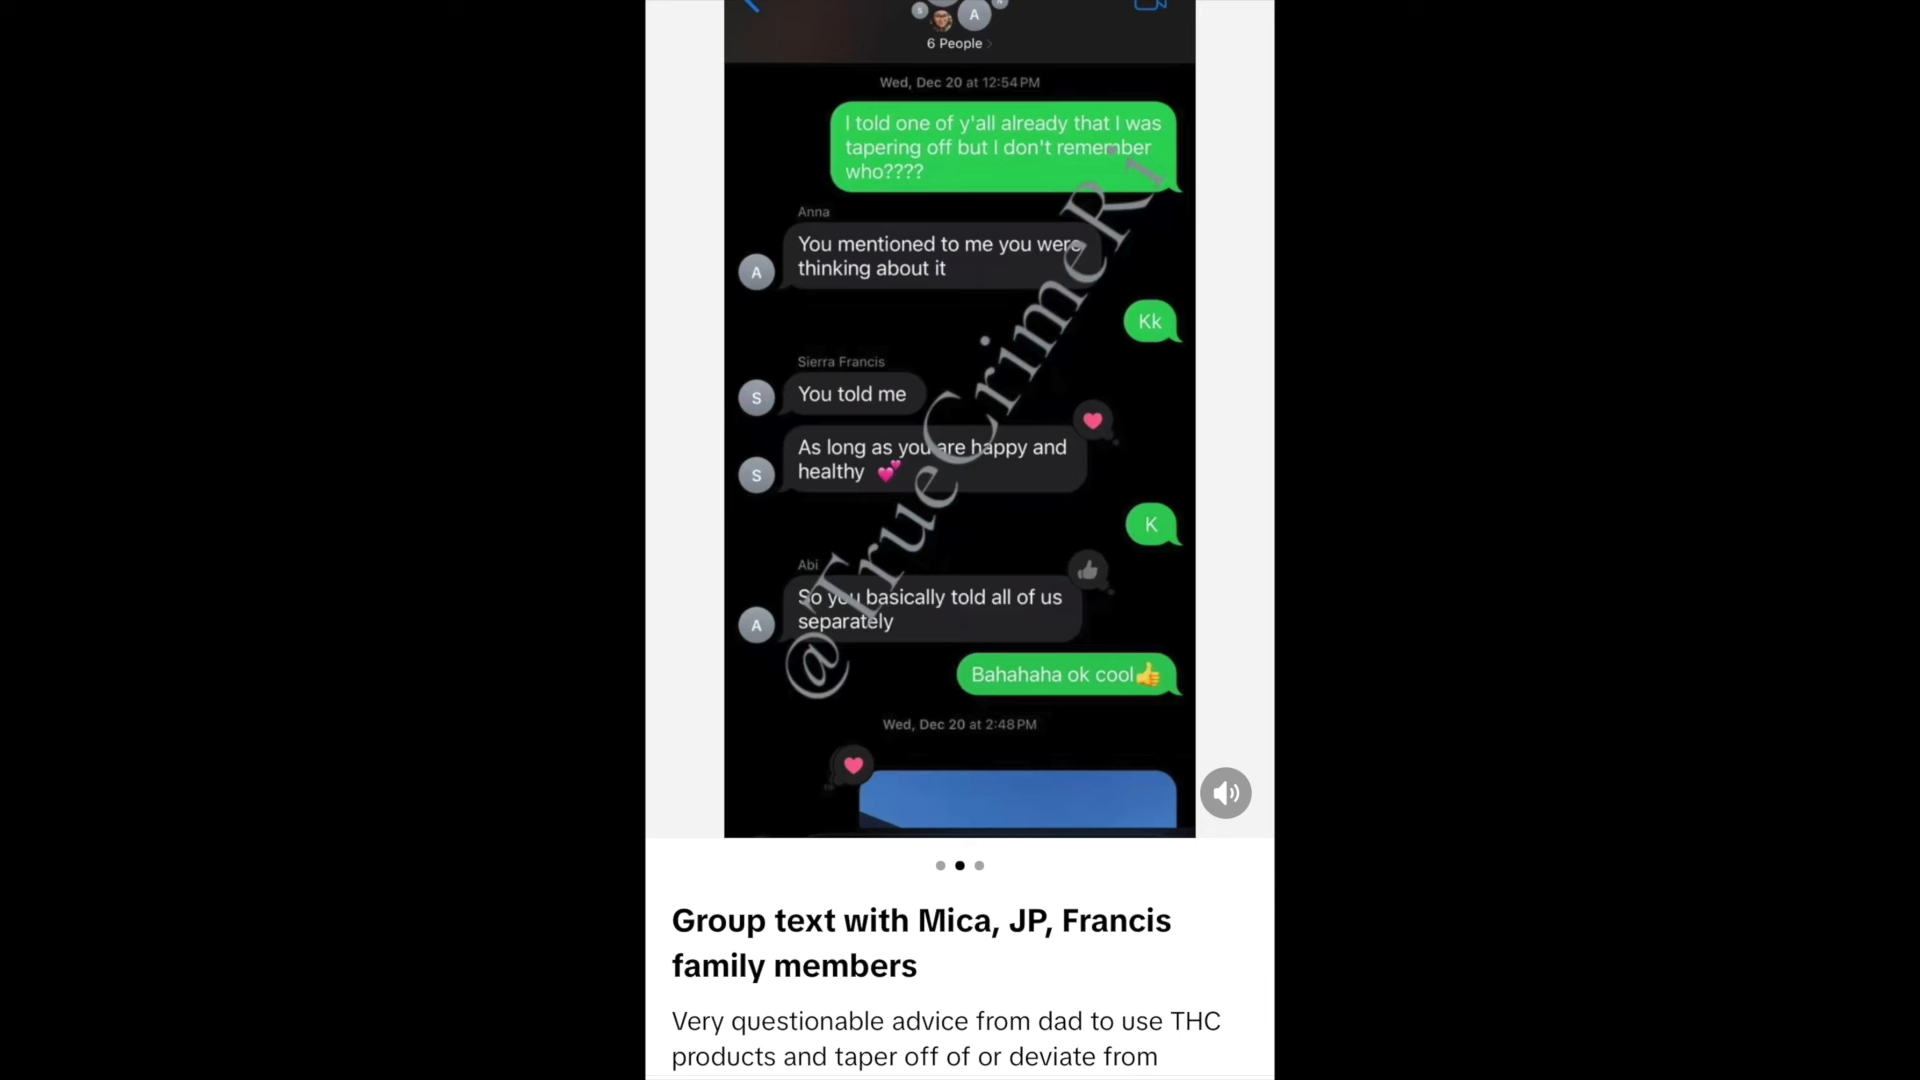 S
A
6 People
Wed, Dec 20 at 12:54 PM
I told one of y'all already that I was
tapering off but I don't remember
who????
Anna
You mentioned to me you were
thinking about it
A
Kk
Sierra Francis
You told me
S
As long as you are happy and
healthy 💕
S
K
Abi
So you basically told all of us
separately
A
Bahahaha ok cool👍
Wed, Dec 20 at 2:48 PM
@TrueCrimeRi
Group text with Mica, JP, Francis
family members
Very questionable advice from dad to use THC
products and taper off of or deviate from